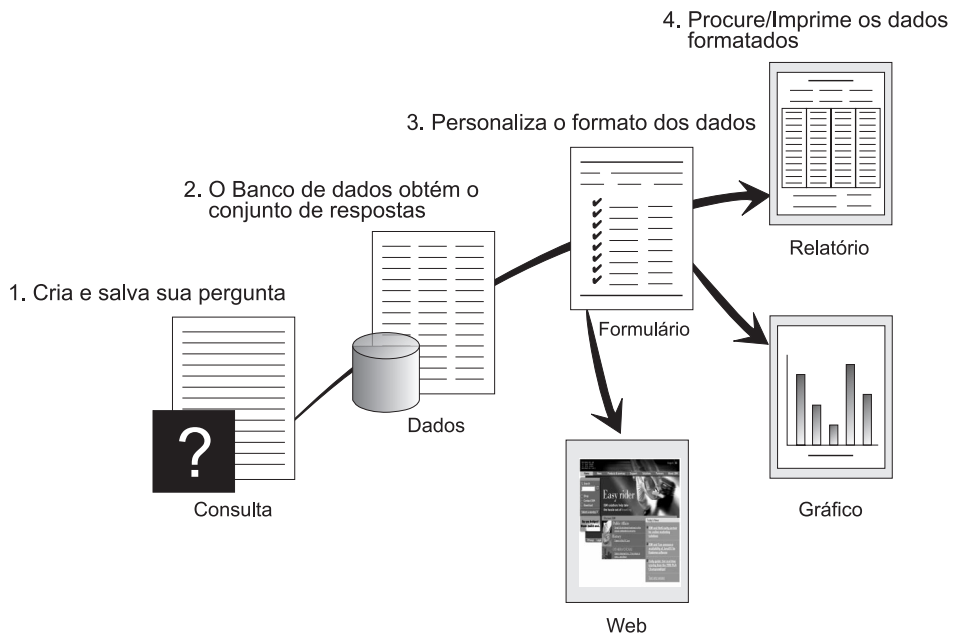 4. Procure/Imprime os dados
formatados
3. Personaliza o formato dos dados
2. O Banco de dados obtém o
conjunto de respostas
Relatório
1. Cria e salva sua pergunta
Formulário
Dados
?
Consulta
Gráfico
IBM
Easy rider
Web